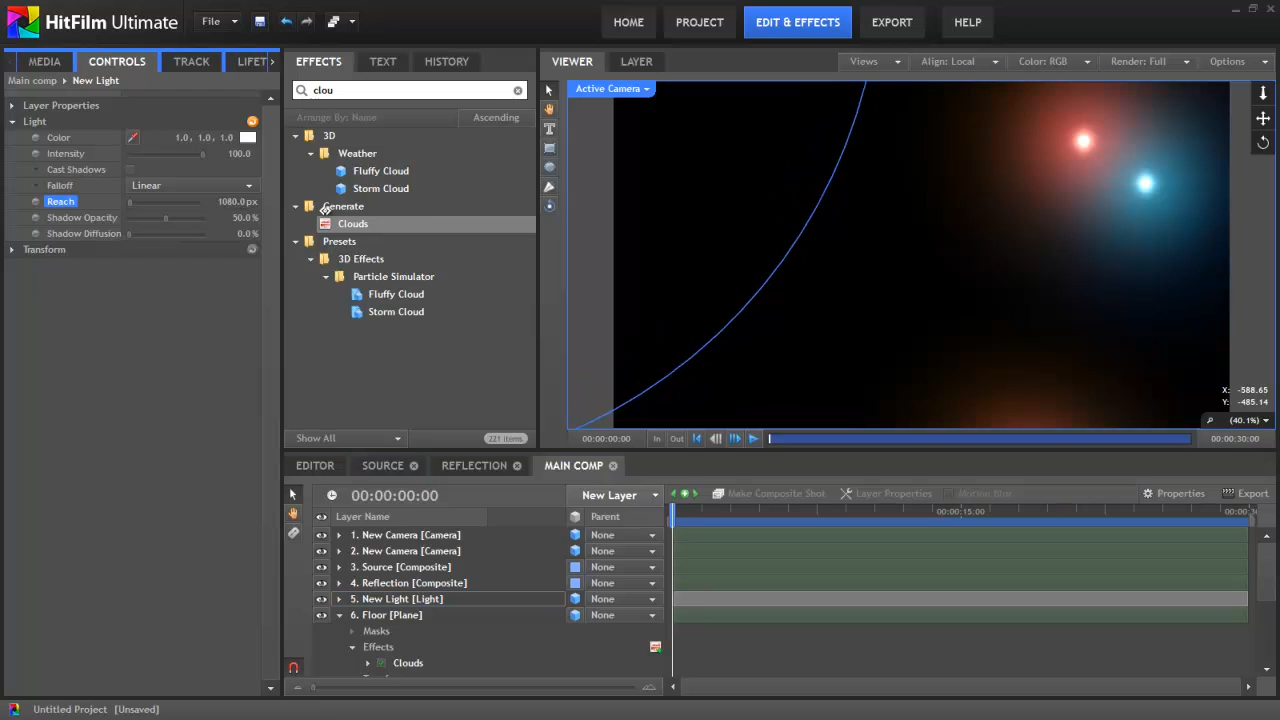 HitFilm Ultimate
File
HOME
PROJECT
EDIT & EFFECTS
EXPORT
HELP
MEDIA
CONTROLS
TRACK
LIFET
Main comp
New Light
Layer Properties
Light
Color
1.0, 1.0, 1.0
Intensity
100.0
Cast Shadows
Falloff
Linear
Reach
1080.0 px
Shadow Opacity
50.0 %
Shadow Diffusion
0.0 %
Transform
EFFECTS
TEXT
HISTORY
clou
Arrange By: Name
Ascending
3D
Weather
Fluffy Cloud
Storm Cloud
Generate
Clouds
Presets
3D Effects
Particle Simulator
Fluffy Cloud
Storm Cloud
Show All
221 items
VIEWER
LAYER
Views
Align: Local
Color: RGB
Render: Full
Options
Active Camera
X: -588.65
Y: -485.14
(40.1%)
00:00:00:00
In
Out
00:00:30:00
EDITOR
SOURCE
REFLECTION
MAIN COMP
00:00:00:00
New Layer
Make Composite Shot
Layer Properties
Motion Blur
Properties
Export
Layer Name
Parent
00:00:15:00
00:00:3
1. New Camera [Camera]
None
2. New Camera [Camera]
None
3. Source [Composite]
None
4. Reflection [Composite]
None
5. New Light [Light]
None
6. Floor [Plane]
None
Masks
Effects
Clouds
Untitled Project
[Unsaved]